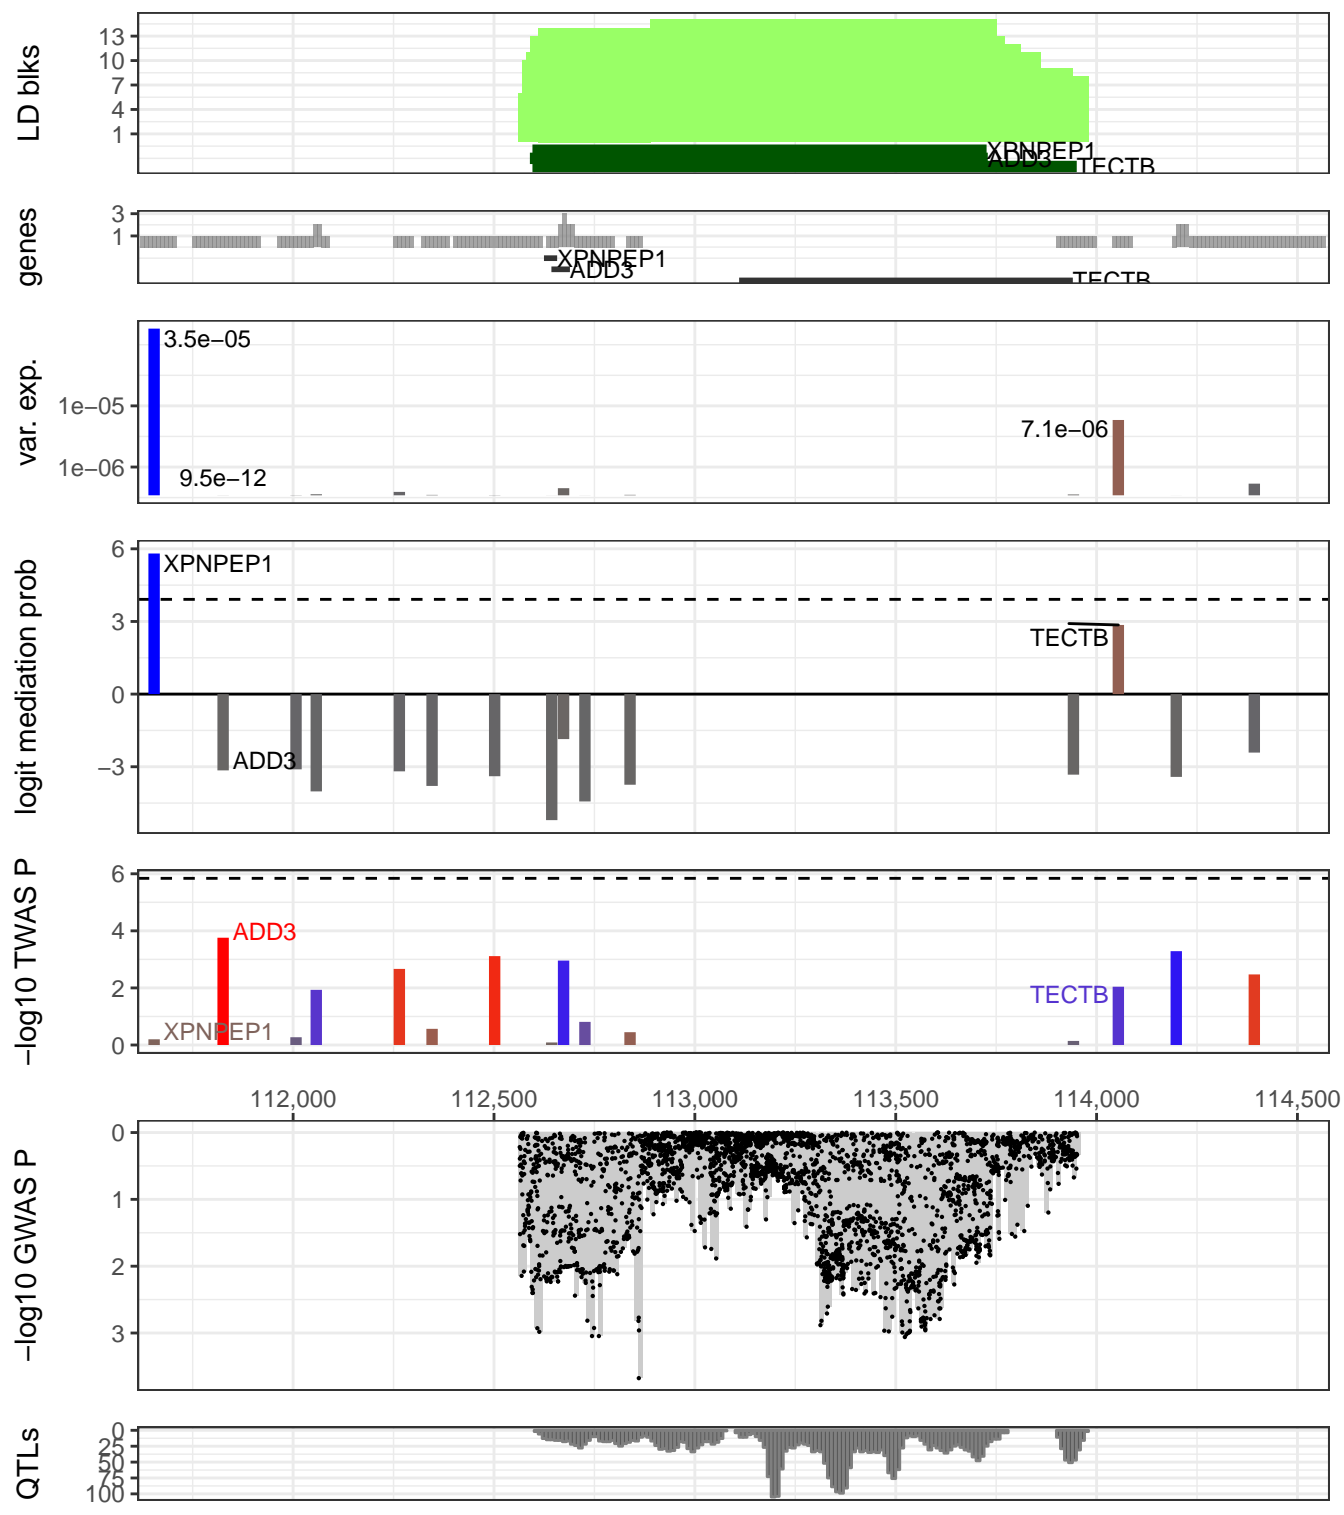 LD blks
13
10
7
4
1
XPNPEP1
ADD3
TECTB
genes
3
1
XPNPEP1
ADD3
TECTB
var. exp.
1e−05
1e−06
3.5e−05
9.5e−12
7.1e−06
logit mediation prob
6
3
0
−3
XPNPEP1
TECTB
ADD3
−log10 TWAS P
6
4
2
0
ADD3
XPNPEP1
TECTB
112,000 112,500 113,000 113,500 114,000 114,500
−log10 GWAS P
0
1
2
3
QTLs
0
25
50
75
100